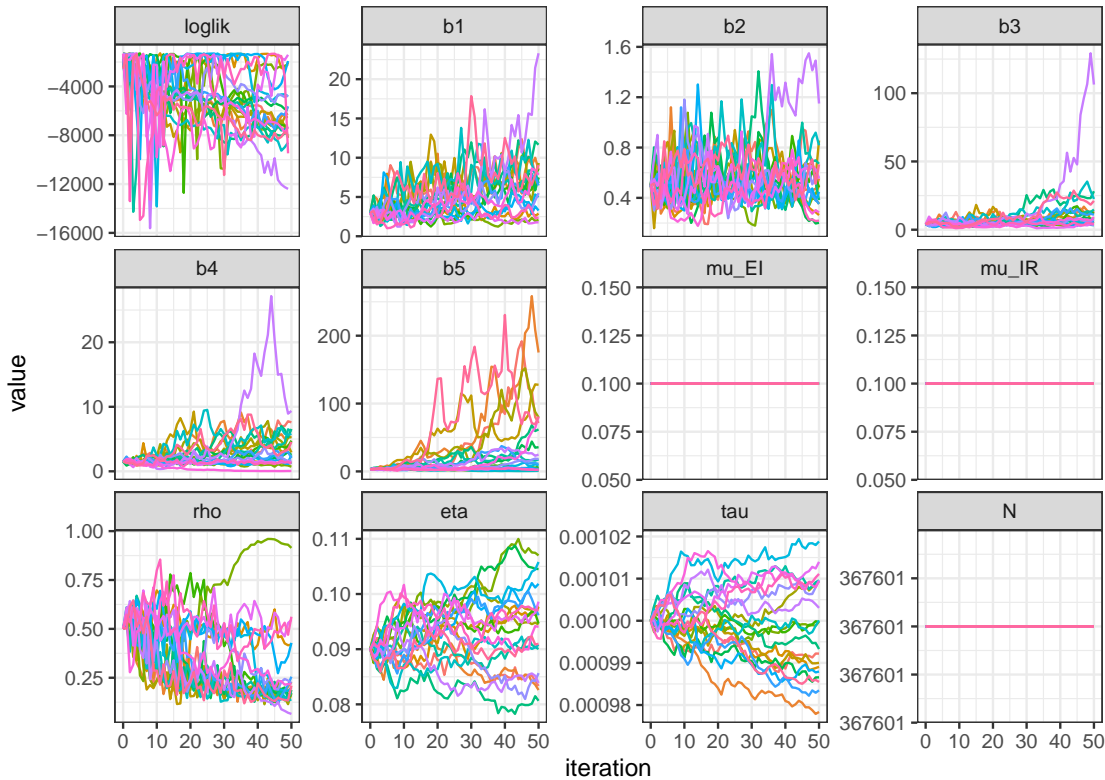 loglik b1 b2 b3
−4000 −8000 −12000 −16000
20 15 10 5 0
1.6 1.2 0.8 0.4
100 50 0
b4 b5 mu_EI mu_IR
20 10 0
200 100 0
0.150 0.125 0.100 0.075 0.050
0.150 0.125 0.100 0.075 0.050
value
rho eta tau N
1.00 0.75 0.50 0.25
0.11 0.10 0.09 0.08
0.00102 0.00101 0.00100 0.00099 0.00098
367601 367601 367601 367601
0 10 20 30 40 50 0 10 20 30 40 50 0 10 20 30 40 50 0 10 20 30 40 50
iteration